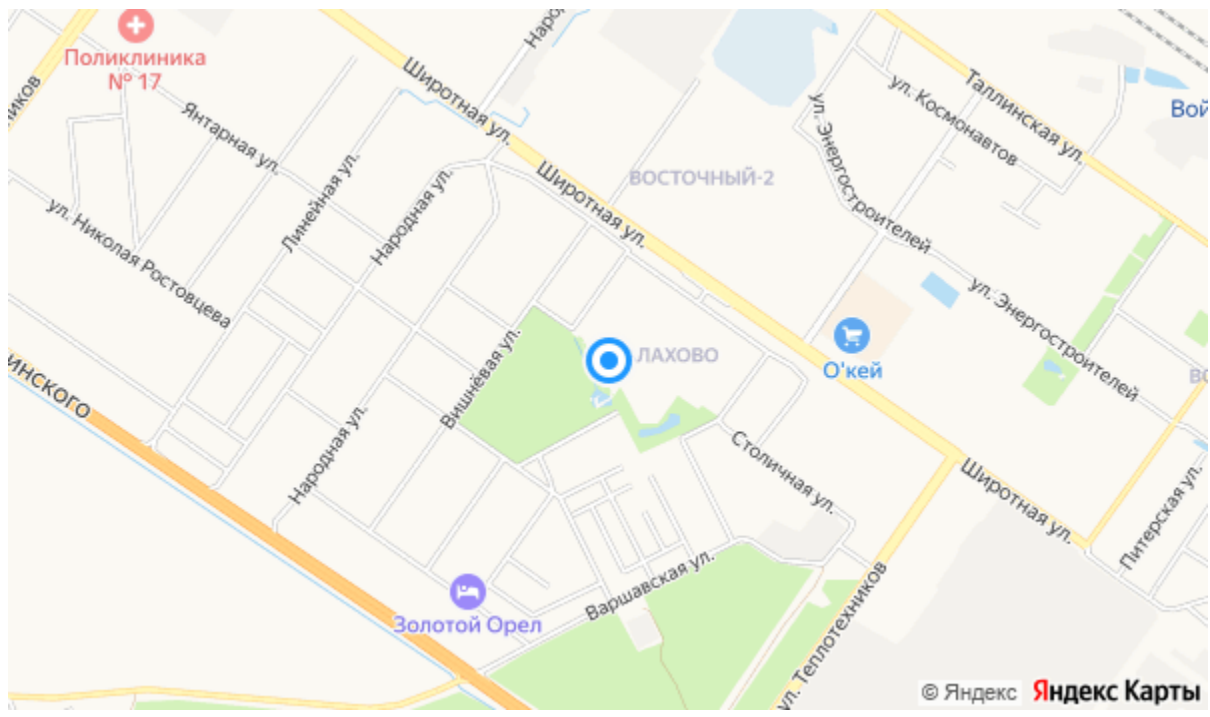 Поликлиника
№ 17
Янтарная ул.
ул. Николая Ростовцева
Линейная ул.
Народная ул.
Широтная ул.
Широтная ул.
ВОСТОЧНЫЙ-2
ул. Энергостроителей
ул. Космонавтов
Таллинская ул.
ул. Энергостроителей
О'кей
ЛАХОВО
Вишнёвая ул.
Народная ул.
Столичная ул.
Широтная ул.
Питерская ул.
Варшавская ул.
Золотой Орел
ул. Теплотехников
© Яндекс Яндекс Карты